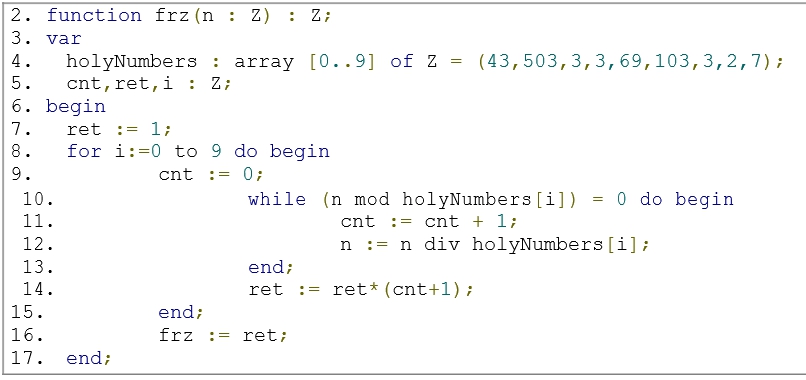 2. function frz(n : Z) : Z;
3. var
4. holyNumbers : array [0..9] of Z = (43,503,3,3,69,103,3,2,7);
5. cnt,ret,i : Z;
6. begin
7. ret := 1;
8. for i:=0 to 9 do begin
9. cnt := 0;
10. while (n mod holyNumbers[i]) = 0 do begin
11. cnt := cnt + 1;
12. n := n div holyNumbers[i];
13. end;
14. ret := ret*(cnt+1);
15. end;
16. frz := ret;
17. end;